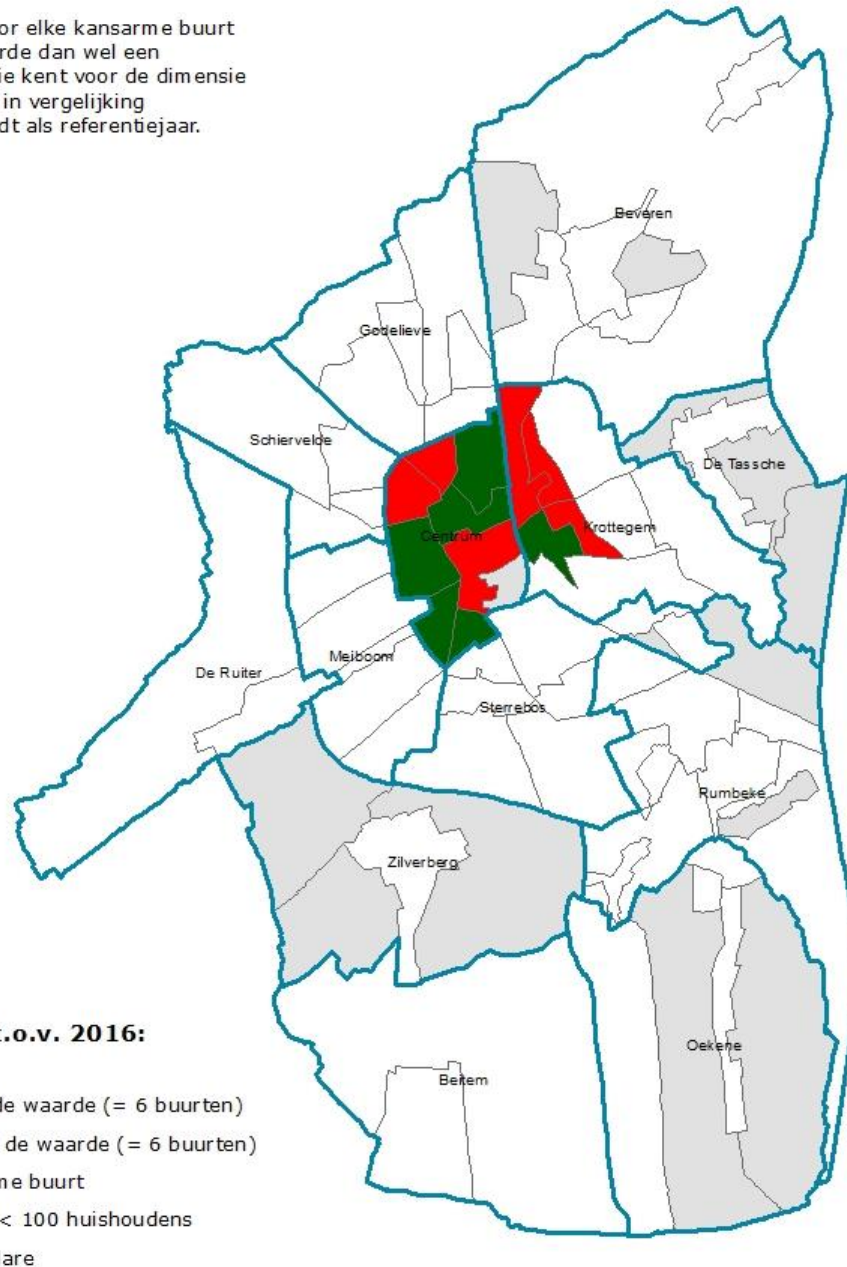 or elke kansarme buurt
rde dan wel een
ie kent voor de dimensie
in vergelijking
dt als referentiejaar.
Beveren
Godelieve
Schiervelde
De Tassche
Krottegem
Centrum
Meiboom
De Ruiter
Sterrebos
Rumbeke
Zilverberg
Oekene
Beitem
t.o.v. 2016:
de waarde (= 6 buurten)
de waarde (= 6 buurten)
me buurt
< 100 huishoudens
lare